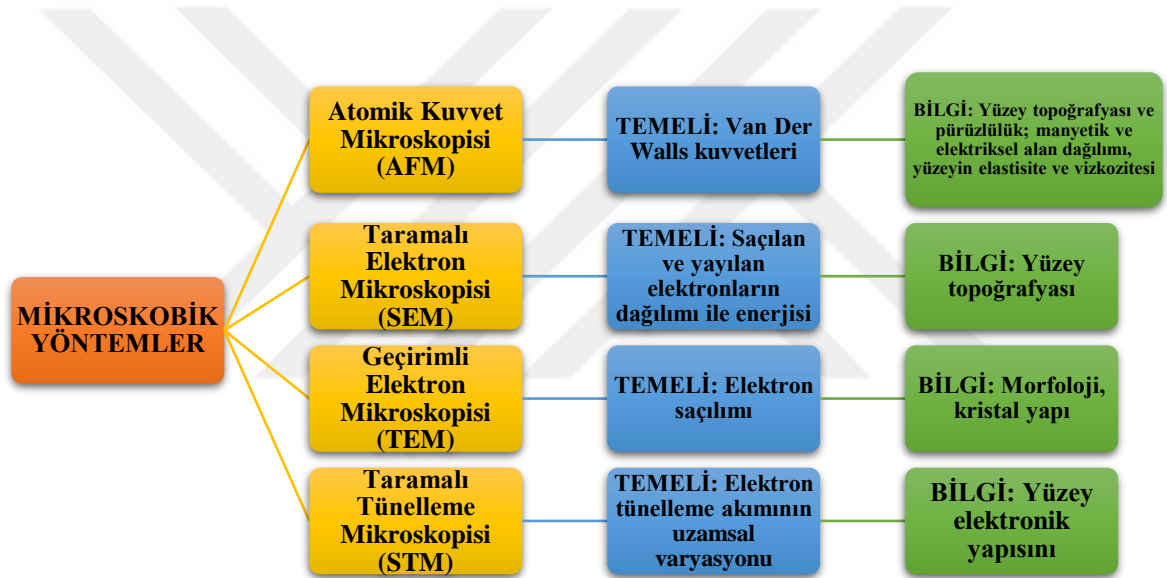 MİKROSKOBİK
YÖNTEMLER
Atomik Kuvvet
Mikroskopisi
(AFM)
TEMELİ: Van Der
Walls kuvvetleri
BİLGİ: Yüzey topoğrafyası ve
pürüzlülük; manyetik ve
elektriksel alan dağılımı,
yüzeyin elastisite ve vizkozitesi
Taramalı
Elektron
Mikroskopisi
(SEM)
TEMELİ: Saçılan
ve yayılan
elektronların
dağılımı ile enerjisi
BİLGİ: Yüzey
topoğrafyası
Geçirimli
Elektron
Mikroskopisi
(TEM)
TEMELİ: Elektron
saçılımı
BİLGİ: Morfoloji,
kristal yapı
Taramalı
Tünelleme
Mikroskopisi
(STM)
TEMELİ: Elektron
tünelleme akımının
uzamsal
varyasyonu
BİLGİ: Yüzey
elektronik
yapısını